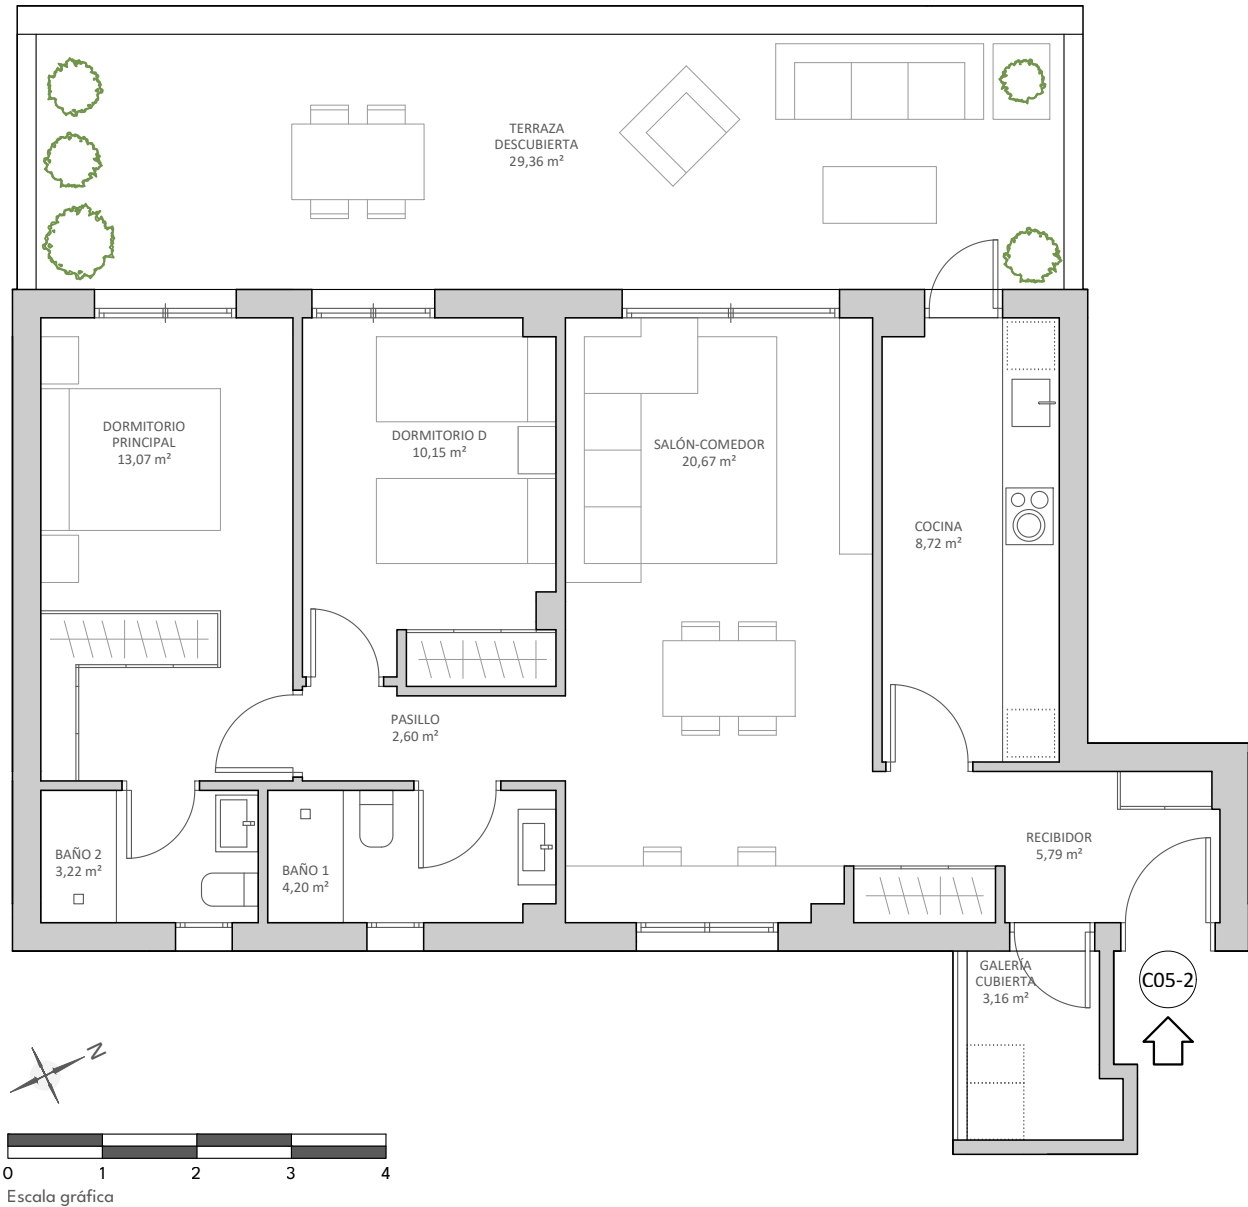 TERRAZA
DESCUBIERTA
29,36 m²
DORMITORIO
PRINCIPAL
13,07 m²
DORMITORIO D
10,15 m²
SALÓN-COMEDOR
20,67 m²
COCINA
8,72 m²
PASILLO
2,60 m²
BAÑO 2
3,22 m²
BAÑO 1
4,20 m²
RECIBIDOR
5,79 m²
GALERÍA
CUBIERTA
3,16 m²
C05-2
N
0 1 2 3 4
Escala gráfica